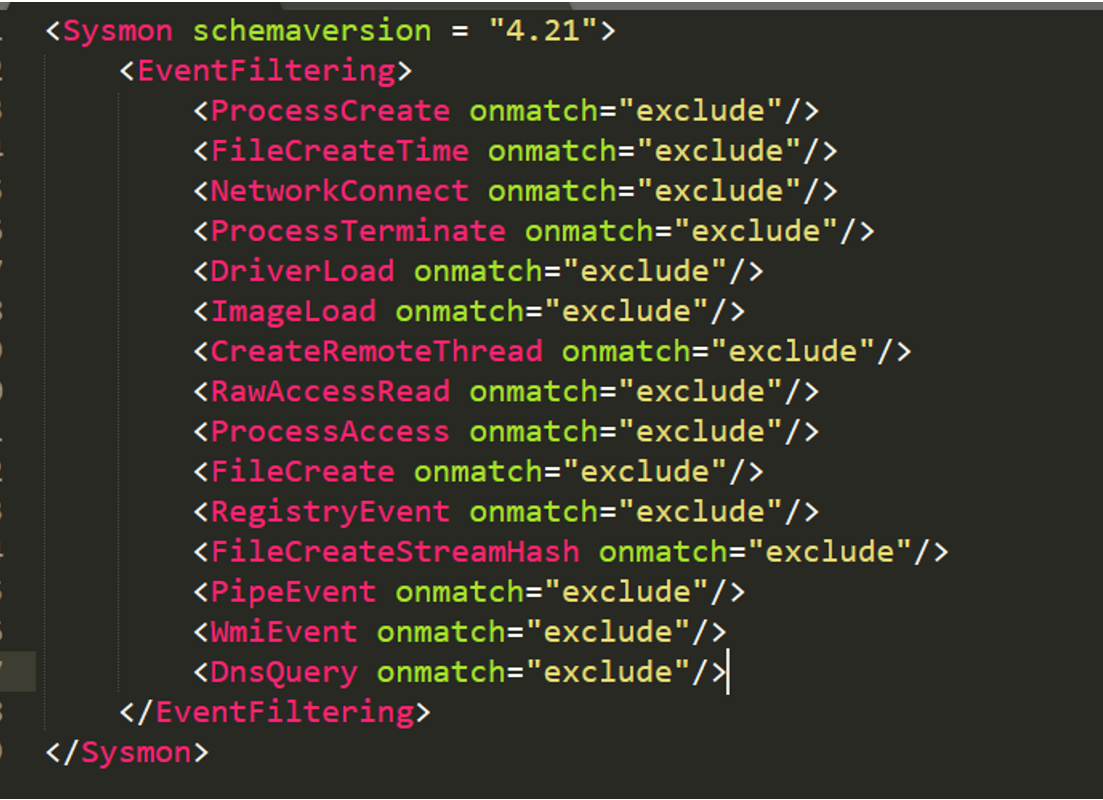 <Sysmon schemaversion = "4.21">
<EventFiltering>
<ProcessCreate onmatch="exclude"/>
<FileCreateTime onmatch="exclude"/>
<NetworkConnect onmatch="exclude"/>
<ProcessTerminate onmatch="exclude"/>
<DriverLoad onmatch="exclude"/>
<ImageLoad onmatch="exclude"/>
<CreateRemoteThread onmatch="exclude"/>
<RawAccessRead onmatch="exclude"/>
<ProcessAccess onmatch="exclude"/>
<FileCreate onmatch="exclude"/>
<RegistryEvent onmatch="exclude"/>
<FileCreateStreamHash onmatch="exclude"/>
<PipeEvent onmatch="exclude"/>
<WmiEvent onmatch="exclude"/>
<DnsQuery onmatch="exclude"/>
</EventFiltering>
</Sysmon>